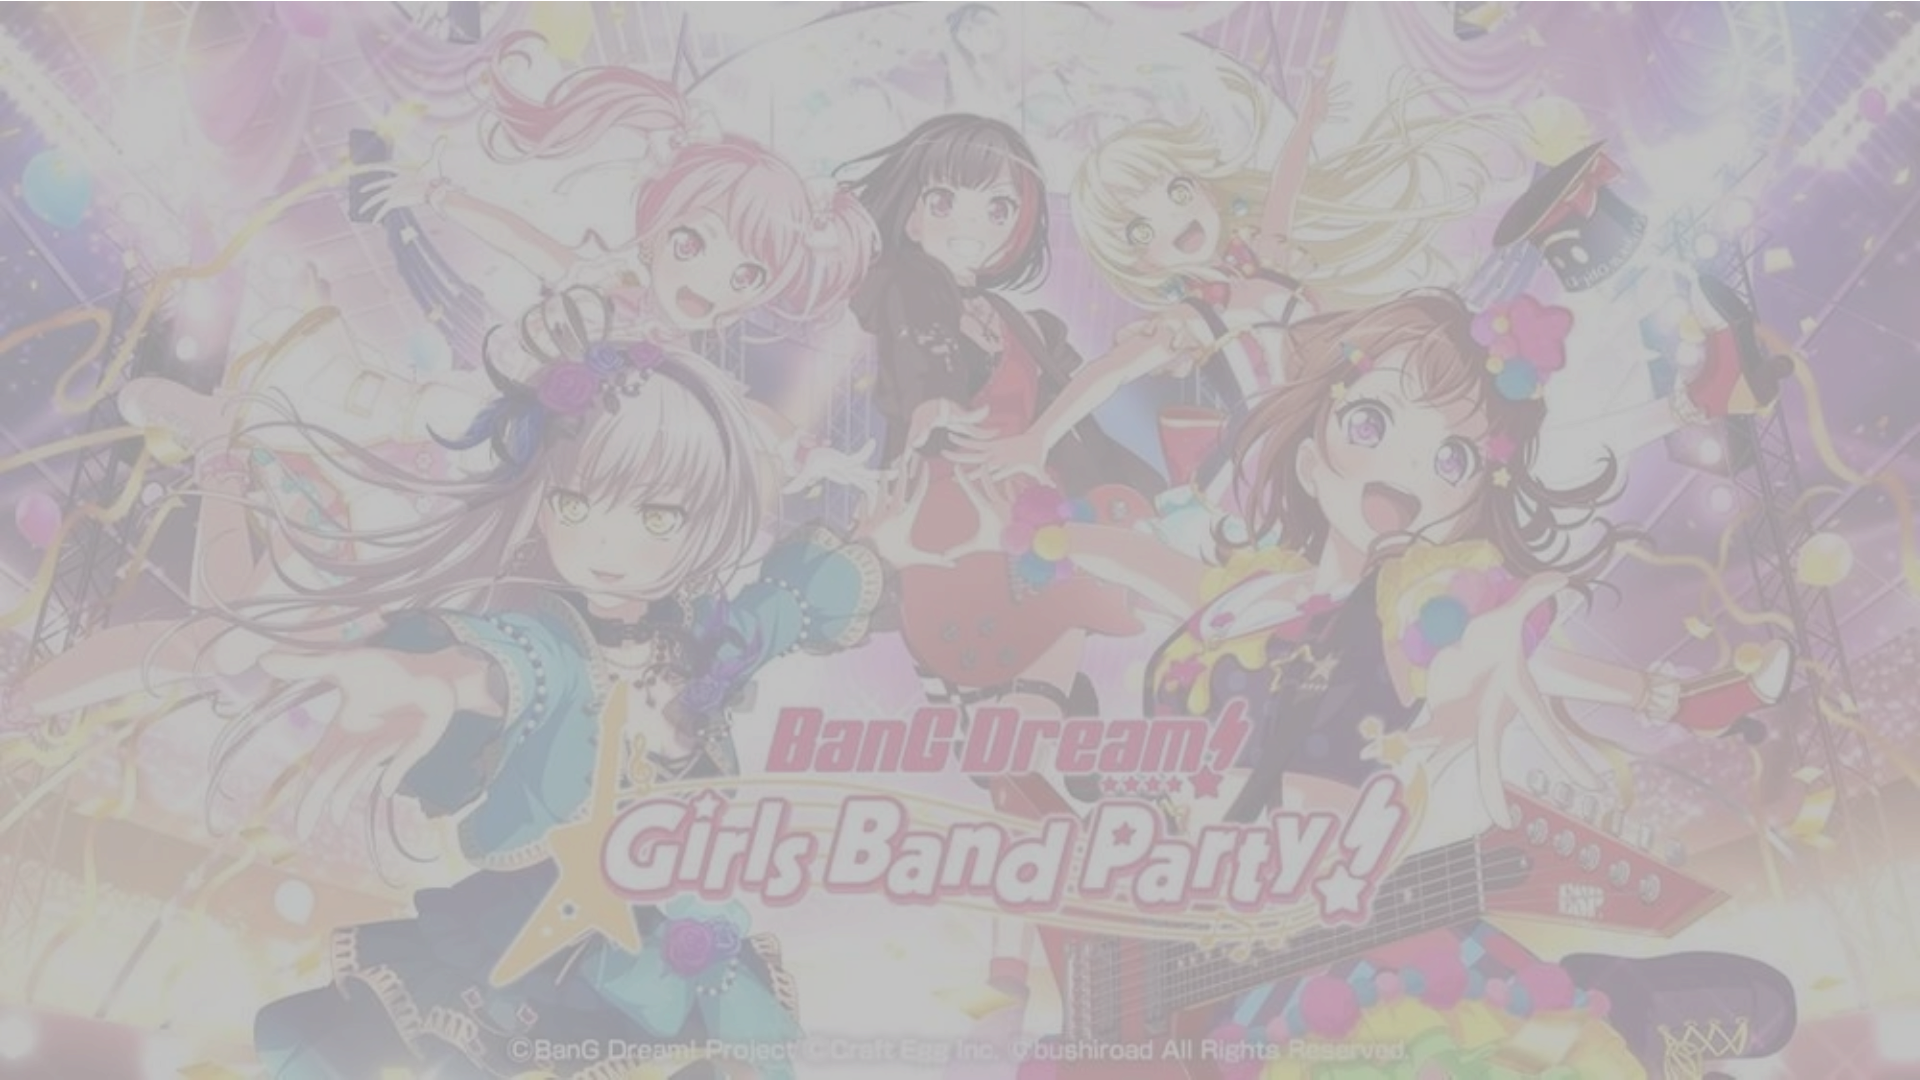 BanG Dream!
Girls Band Party!
©BanG Dream! Project © Craft Egg Inc. ©bushiroad All Rights Reserved.